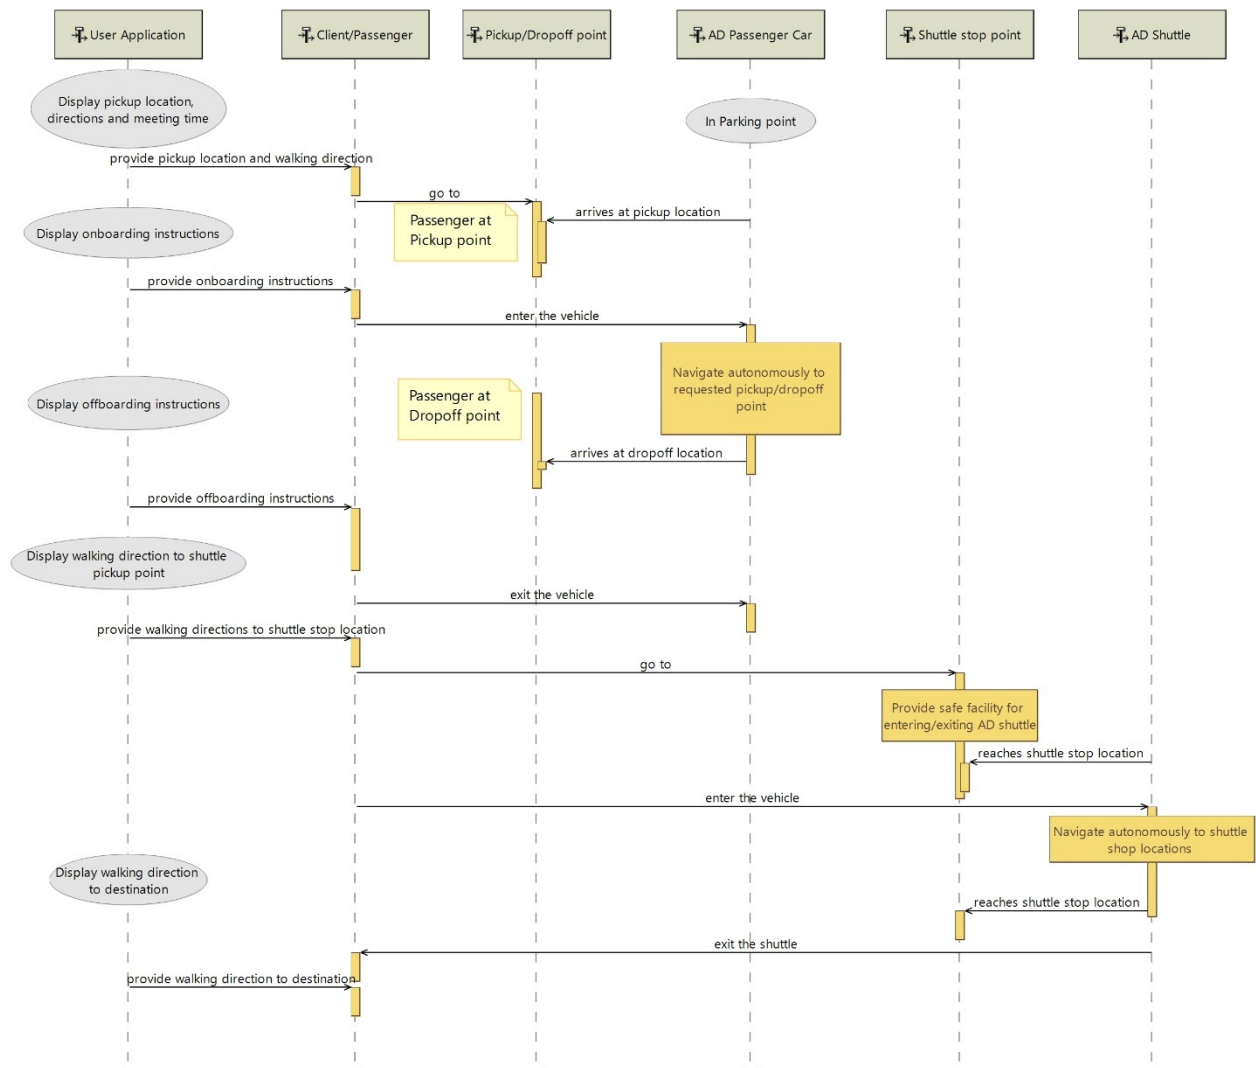 User Application
Client/Passenger
Pickup/Dropoff point
AD Passenger Car
Shuttle stop point
AD Shuttle
Display pickup location,
directions and meeting time
In Parking point
provide pickup location and walking direction
go to
arrives at pickup location
Passenger at
Pickup point
Display onboarding instructions
provide onboarding instructions
enter the vehicle
Navigate autonomously to
requested pickup/dropoff
point
Passenger at
Dropoff point
Display offboarding instructions
arrives at dropoff location
provide offboarding instructions
Display walking direction to shuttle
pickup point
exit the vehicle
provide walking directions to shuttle stop location
go to
Provide safe facility for
entering/exiting AD shuttle
reaches shuttle stop location
enter the vehicle
Navigate autonomously to shuttle
shop locations
Display walking direction
to destination
reaches shuttle stop location
exit the shuttle
provide walking direction to destination